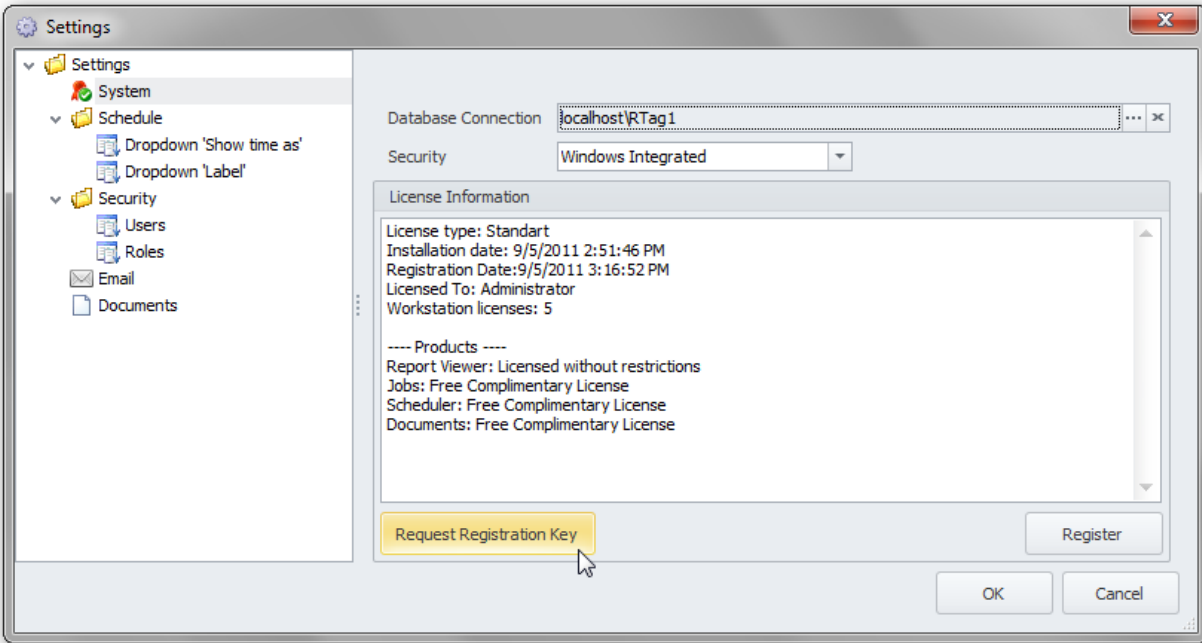 Settings
Settings
System
Schedule
Dropdown 'Show time as'
Dropdown 'Label'
Security
Users
Roles
Email
Documents
Database Connection localhost\RTag1
Security Windows Integrated
License Information
License type: Standart
Installation date: 9/5/2011 2:51:46 PM
Registration Date:9/5/2011 3:16:52 PM
Licensed To: Administrator
Workstation licenses: 5
---- Products ----
Report Viewer: Licensed without restrictions
Jobs: Free Complimentary License
Scheduler: Free Complimentary License
Documents: Free Complimentary License
Request Registration Key Register
OK Cancel